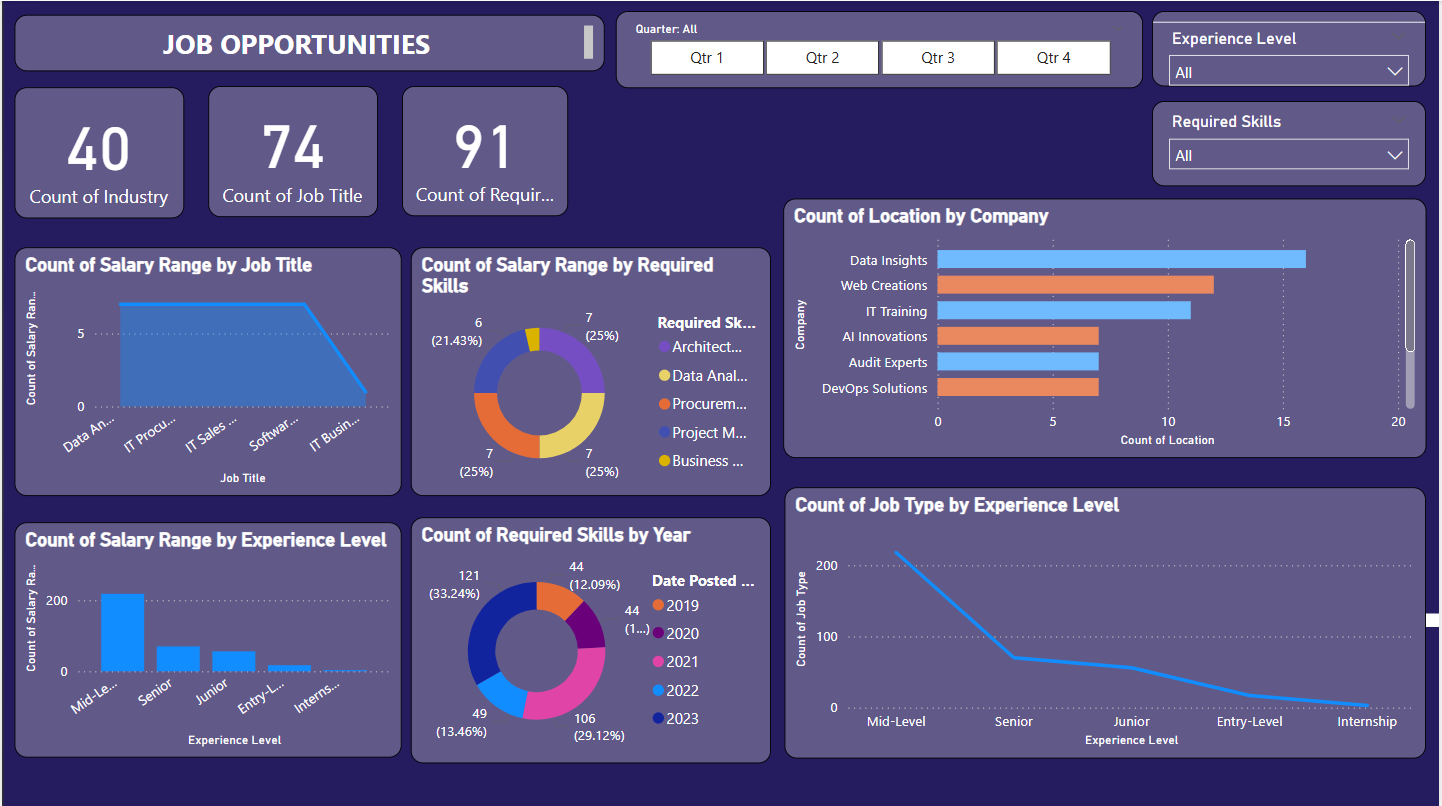 JOB OPPORTUNITIES
Quarter: All
Qtr 1
Qtr 2
Qtr 3
Qtr 4
Experience Level
All
Required Skills
All
40
Count of Industry
74
Count of Job Title
91
Count of Requir...
Count of Salary Range by Job Title
Count of Salary Ran...
5
0
Data An...
IT Procu...
IT Sales ...
Softwar...
IT Busin...
Job Title
Count of Salary Range by Required
Skills
6
(21.43%)
7
(25%)
7
(25%)
7
(25%)
Required Sk...
Architect...
Data Anal...
Procurem...
Project M...
Business ...
Count of Location by Company
Company
Data Insights
Web Creations
IT Training
AI Innovations
Audit Experts
DevOps Solutions
0
5
10
15
20
Count of Location
Count of Salary Range by Experience Level
Count of Salary Ra...
200
0
Mid-Le...
Senior
Junior
Entry-L...
Interns...
Experience Level
Count of Required Skills by Year
121
(33.24%)
44
(12.09%)
44
(1...)
49
(13.46%)
106
(29.12%)
Date Posted ...
2019
2020
2021
2022
2023
Count of Job Type by Experience Level
Count of Job Type
200
100
0
Mid-Level
Senior
Junior
Entry-Level
Internship
Experience Level